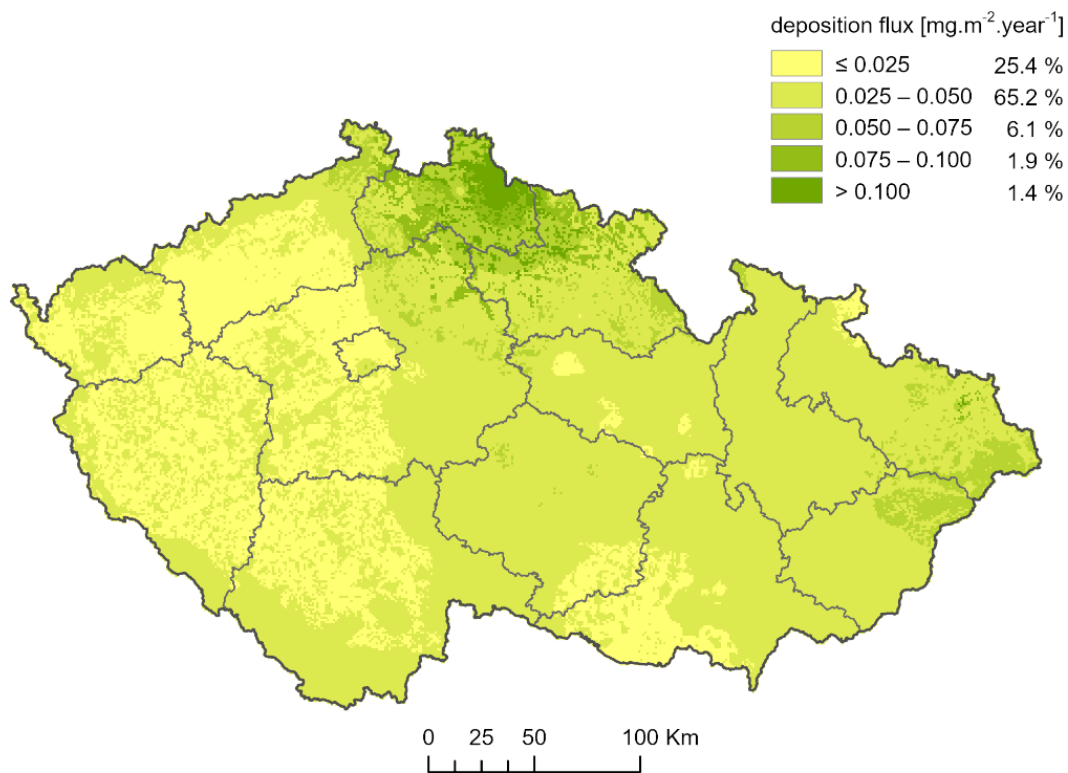 deposition flux [mg.m⁻².year⁻¹]
≤ 0.025 25.4 %
0.025 – 0.050 65.2 %
0.050 – 0.075 6.1 %
0.075 – 0.100 1.9 %
> 0.100 1.4 %
0 25 50 100 Km